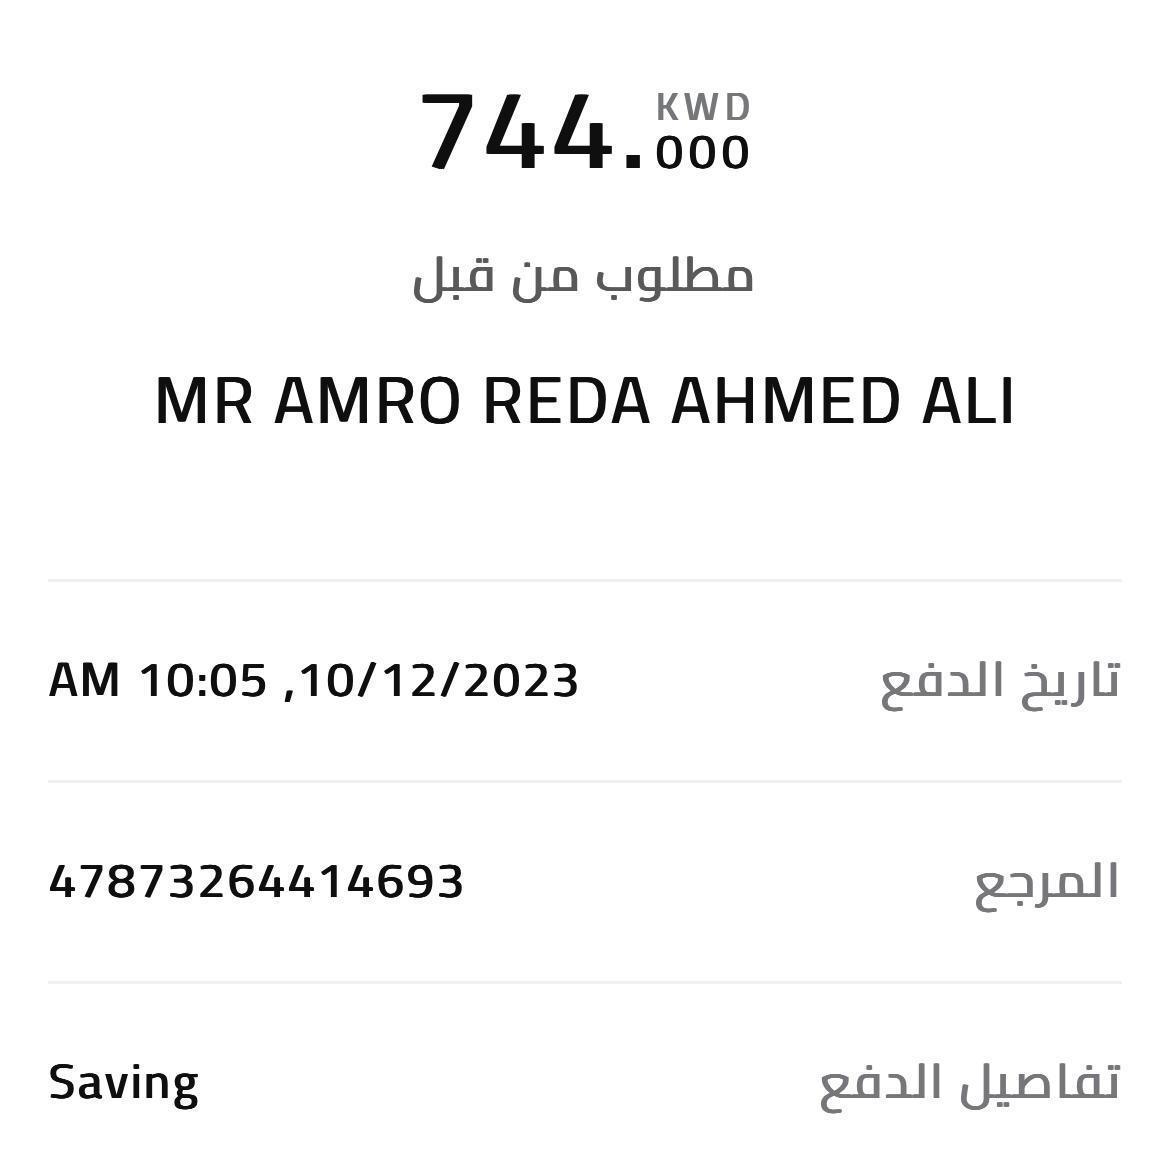 744.000 KWD
مطلوب من قبل
MR AMRO REDA AHMED ALI
تاريخ الدفع 10/12/2023, 10:05 AM
المرجع 47873264414693
تفاصيل الدفع Saving